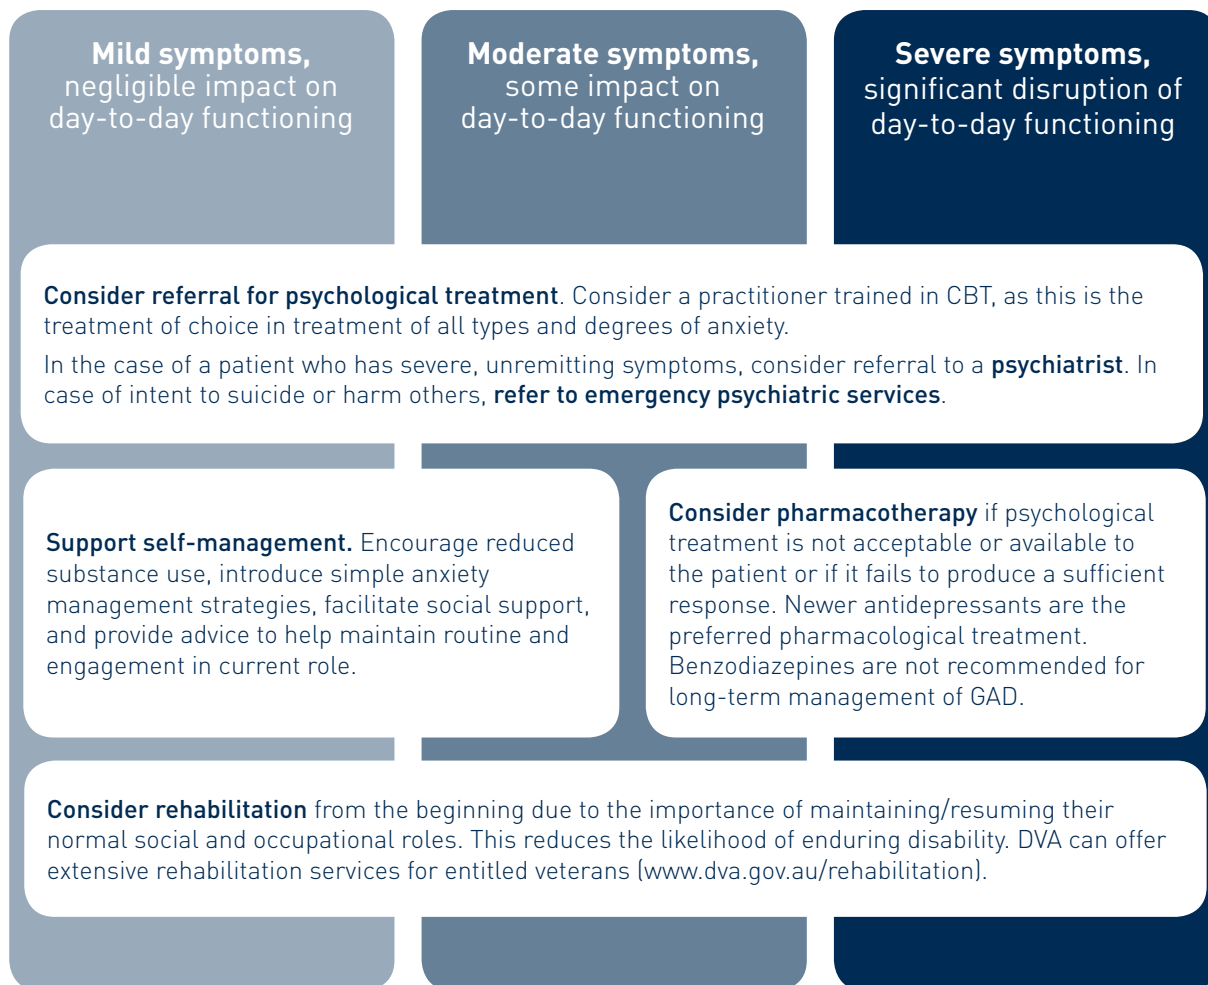 Mild symptoms,
negligible impact on
day-to-day functioning
Moderate symptoms,
some impact on
day-to-day functioning
Severe symptoms,
significant disruption of
day-to-day functioning
Consider referral for psychological treatment. Consider a practitioner trained in CBT, as this is the
treatment of choice in treatment of all types and degrees of anxiety.
In the case of a patient who has severe, unremitting symptoms, consider referral to a psychiatrist. In
case of intent to suicide or harm others, refer to emergency psychiatric services.
Support self-management. Encourage reduced
substance use, introduce simple anxiety
management strategies, facilitate social support,
and provide advice to help maintain routine and
engagement in current role.
Consider pharmacotherapy if psychological
treatment is not acceptable or available to
the patient or if it fails to produce a sufficient
response. Newer antidepressants are the
preferred pharmacological treatment.
Benzodiazepines are not recommended for
long-term management of GAD.
Consider rehabilitation from the beginning due to the importance of maintaining/resuming their
normal social and occupational roles. This reduces the likelihood of enduring disability. DVA can offer
extensive rehabilitation services for entitled veterans (www.dva.gov.au/rehabilitation).